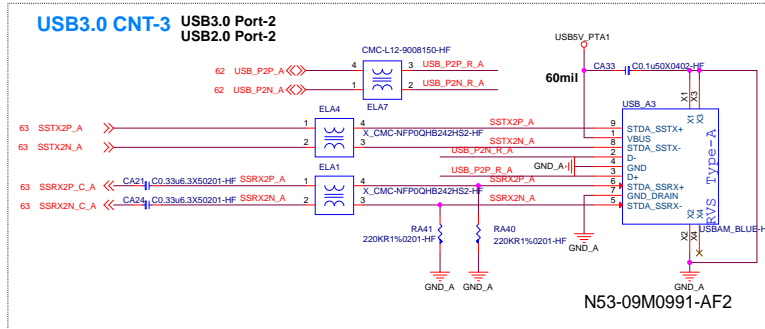 USB3.0 CNT-3
USB3.0 Port-2
USB2.0 Port-2
CMC-L12-9008150-HF
62 USB_P2P_A 4 3 USB_P2P_R_A
62 USB_P2N_A 1 2 USB_P2N_R_A
ELA7
USB5V_PTA1
CA33 C0.1u50X0402-HF
60mil
USB_A3
X1 X3
X1 X3
ELA4
63 SSTX2P_A 1 4 SSTX2P_A 9 STDA_SSTX+
X_CMC-NFP0QHB242HS2-HF 1 VBUS
63 SSTX2N_A 2 3 SSTX2N_A 8 STDA_SSTX-
USB_P2N_R_A 2 D-
GND_A 4 GND
ELA1
USB_P2P_R_A 3 D+
63 SSRX2P_C_A CA21 C0.33u6.3X50201-HF SSRX2P_A 1 4 SSRX2P_A 6 STDA_SSRX+
X_CMC-NFP0QHB242HS2-HF 7 GND_DRAIN
63 SSRX2N_C_A CA24 C0.33u6.3X50201-HF SSRX2N_A 2 3 SSRX2N_A 5 STDA_SSRX-
RVS Type-A
X2 X4
X2 X4
USBAM_BLUE-H
RA41
220KR1%0201-HF
RA40
220KR1%0201-HF
GND_A
GND_A
GND_A
GND_A
N53-09M0991-AF2